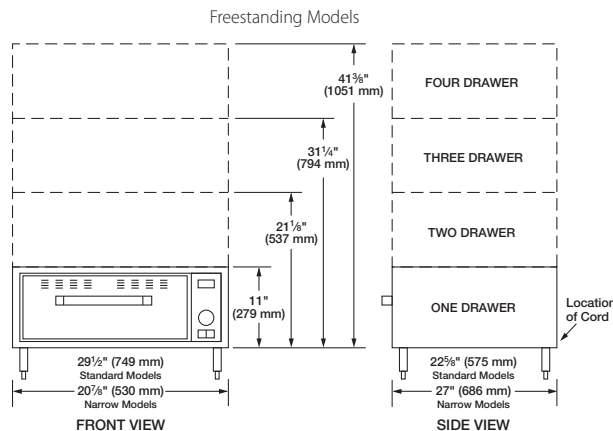 Freestanding Models
41⅜"
(1051 mm)
31¼"
(794 mm)
21⅛"
(537 mm)
11"
(279 mm)
29½" (749 mm)
Standard Models
20⅞" (530 mm)
Narrow Models
FRONT VIEW
FOUR DRAWER
THREE DRAWER
TWO DRAWER
ONE DRAWER
Location
of Cord
22⅝" (575 mm)
Standard Models
27" (686 mm)
Narrow Models
SIDE VIEW